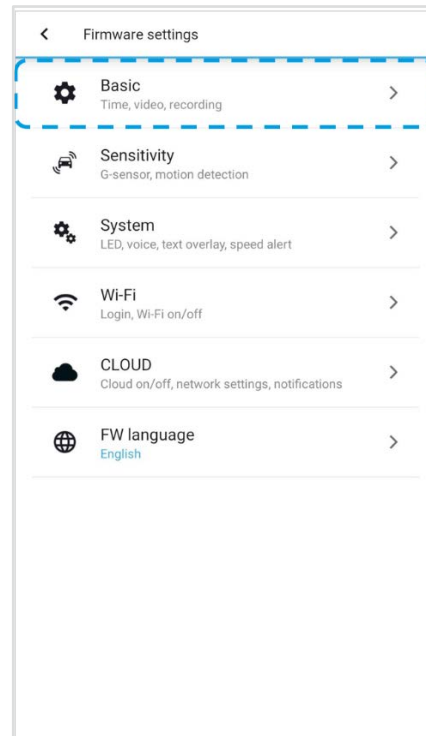 Firmware settings
Basic
Time, video, recording
Sensitivity
G-sensor, motion detection
System
LED, voice, text overlay, speed alert
Wi-Fi
Login, Wi-Fi on/off
CLOUD
Cloud on/off, network settings, notifications
FW language
English